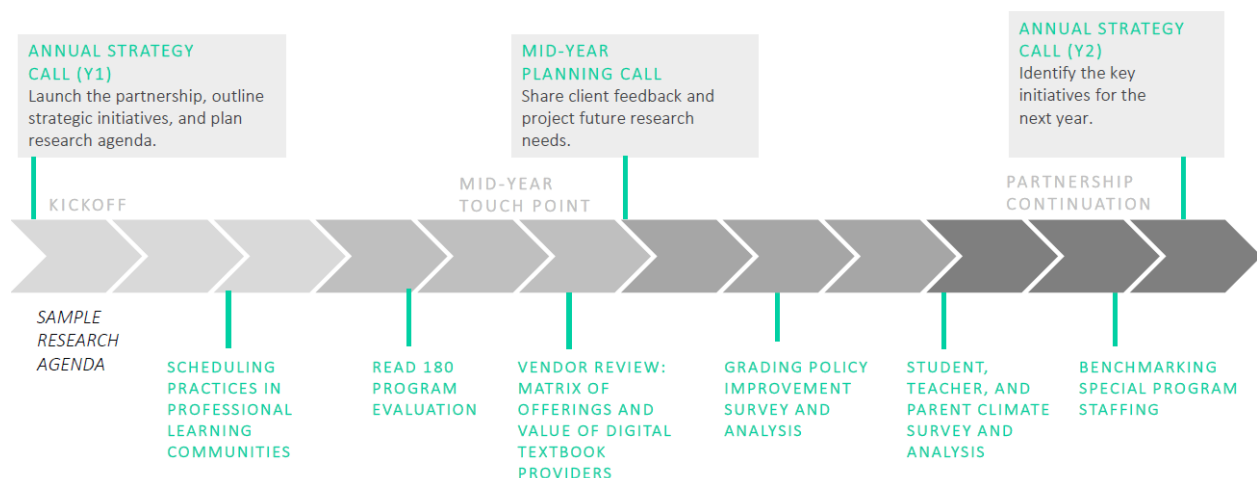 ANNUAL STRATEGY
CALL (Y1)
Launch the partnership, outline
strategic initiatives, and plan
research agenda.
MID-YEAR
PLANNING CALL
Share client feedback and
project future research
needs.
ANNUAL STRATEGY
CALL (Y2)
Identify the key
initiatives for the
next year.
KICKOFF
MID-YEAR
TOUCH POINT
PARTNERSHIP
CONTINUATION
SAMPLE
RESEARCH
AGENDA
SCHEDULING
PRACTICES IN
PROFESSIONAL
LEARNING
COMMUNITIES
READ 180
PROGRAM
EVALUATION
VENDOR REVIEW:
MATRIX OF
OFFERINGS AND
VALUE OF DIGITAL
TEXTBOOK
PROVIDERS
GRADING POLICY
IMPROVEMENT
SURVEY AND
ANALYSIS
STUDENT,
TEACHER, AND
PARENT CLIMATE
SURVEY AND
ANALYSIS
BENCHMARKING
SPECIAL PROGRAM
STAFFING